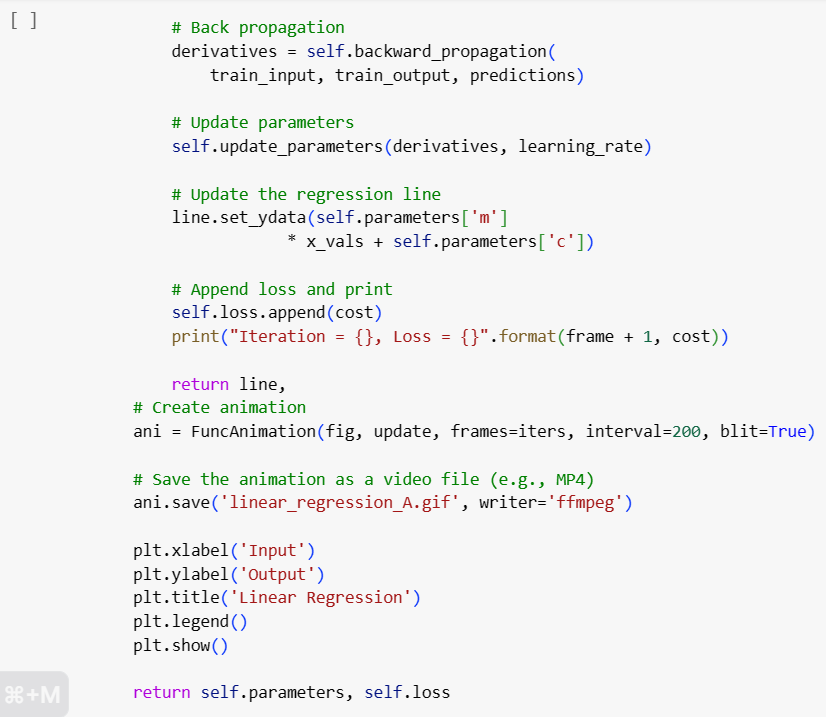 [ ]
# Back propagation
derivatives = self.backward_propagation(
train_input, train_output, predictions)
# Update parameters
self.update_parameters(derivatives, learning_rate)
# Update the regression line
line.set_ydata(self.parameters['m']
* x_vals + self.parameters['c'])
# Append loss and print
self.loss.append(cost)
print("Iteration = {}, Loss = {}".format(frame + 1, cost))
return line,
# Create animation
ani = FuncAnimation(fig, update, frames=iters, interval=200, blit=True)
# Save the animation as a video file (e.g., MP4)
ani.save('linear_regression_A.gif', writer='ffmpeg')
plt.xlabel('Input')
plt.ylabel('Output')
plt.title('Linear Regression')
plt.legend()
plt.show()
return self.parameters, self.loss
⌘+M